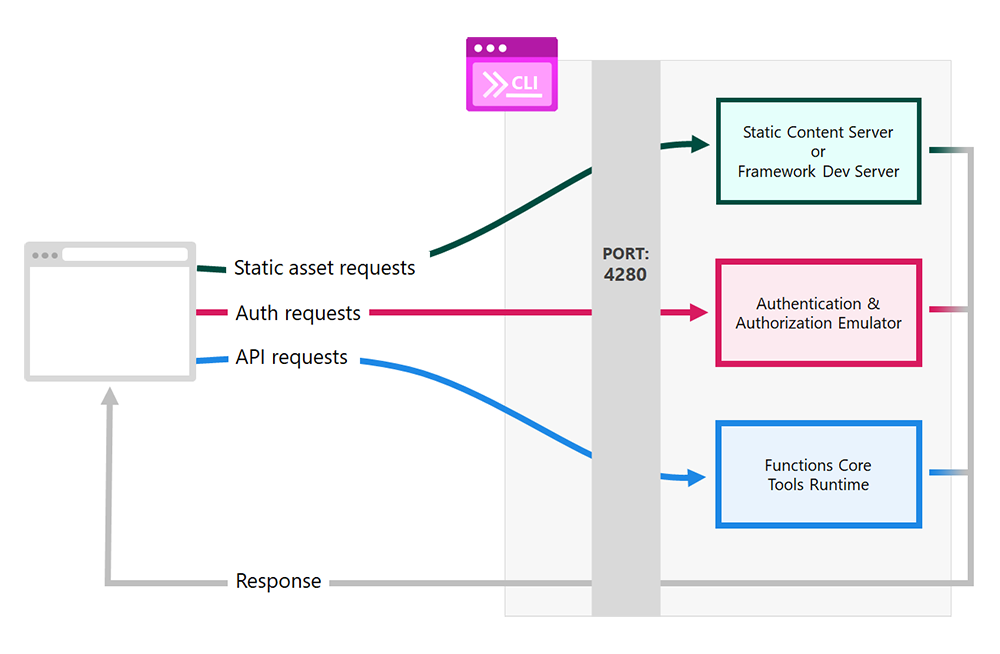 CLI
Static Content Server
or
Framework Dev Server
PORT:
4280
Static asset requests
Auth requests
API requests
Authentication &
Authorization Emulator
Functions Core
Tools Runtime
Response